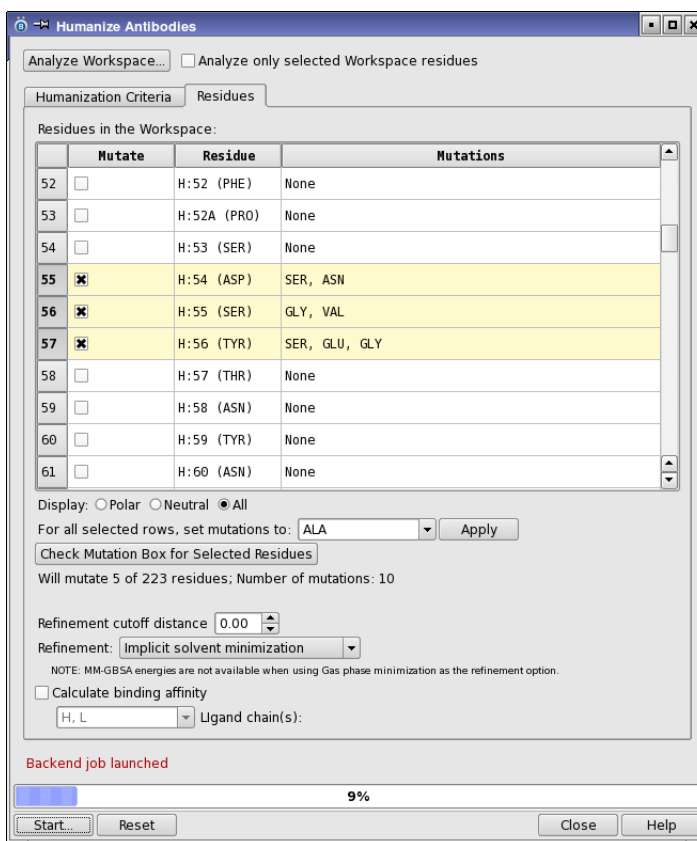 Humanize Antibodies
Analyze Workspace... Analyze only selected Workspace residues
Humanization Criteria Residues
Residues in the Workspace:
Mutate Residue Mutations
52 H:52 (PHE) None
53 H:52A (PRO) None
54 H:53 (SER) None
55 H:54 (ASP) SER, ASN
56 H:55 (SER) GLY, VAL
57 H:56 (TYR) SER, GLU, GLY
58 H:57 (THR) None
59 H:58 (ASN) None
60 H:59 (TYR) None
61 H:60 (ASN) None
Display: Polar Neutral All
For all selected rows, set mutations to: ALA Apply
Check Mutation Box for Selected Residues
Will mutate 5 of 223 residues; Number of mutations: 10
Refinement cutoff distance 0.00
Refinement: Implicit solvent minimization
NOTE: MM-GBSA energies are not available when using Gas phase minimization as the refinement option.
Calculate binding affinity
H, L LIgand chain(s):
Backend job launched
9%
Start... Reset Close Help